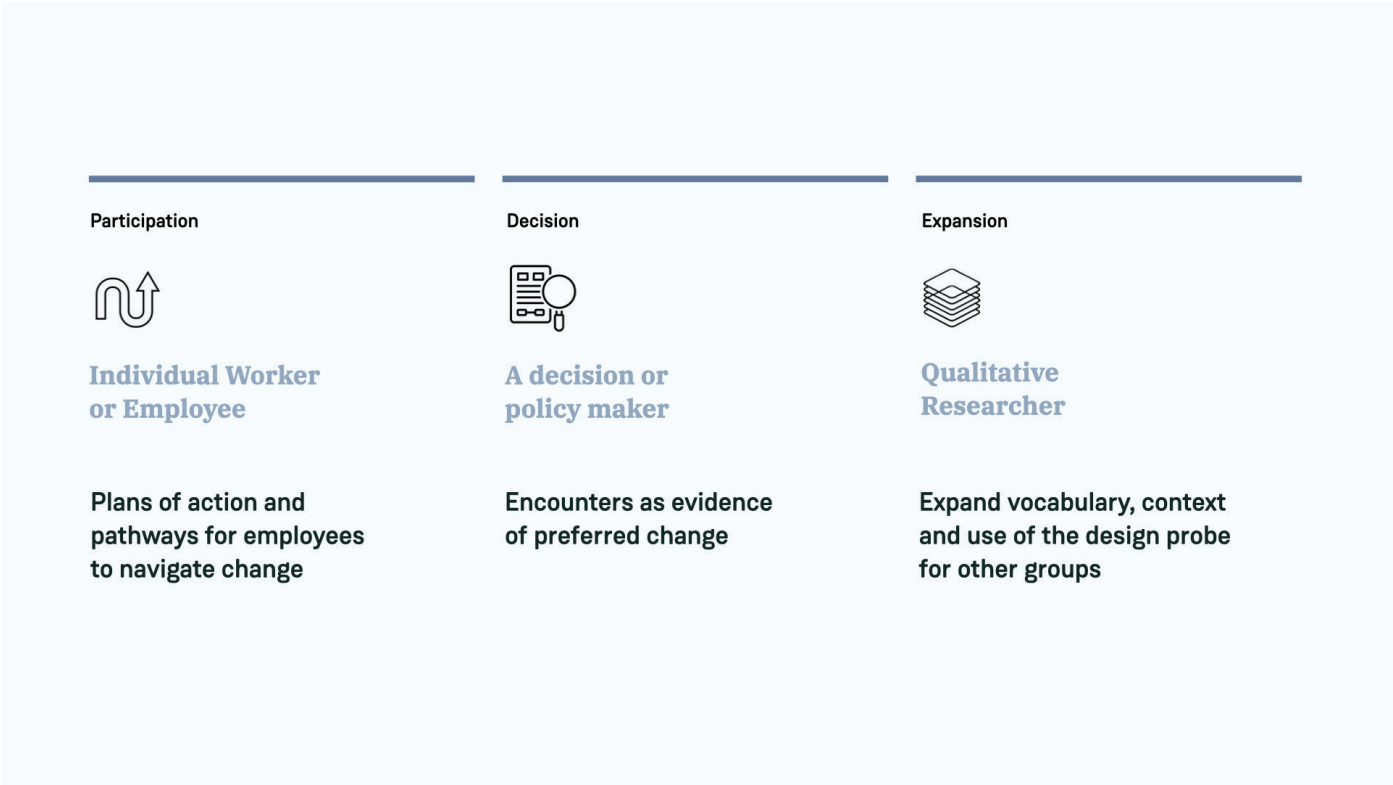 Participation
Individual Worker
or Employee
Plans of action and
pathways for employees
to navigate change
Decision
A decision or
policy maker
Encounters as evidence
of preferred change
Expansion
Qualitative
Researcher
Expand vocabulary, context
and use of the design probe
for other groups